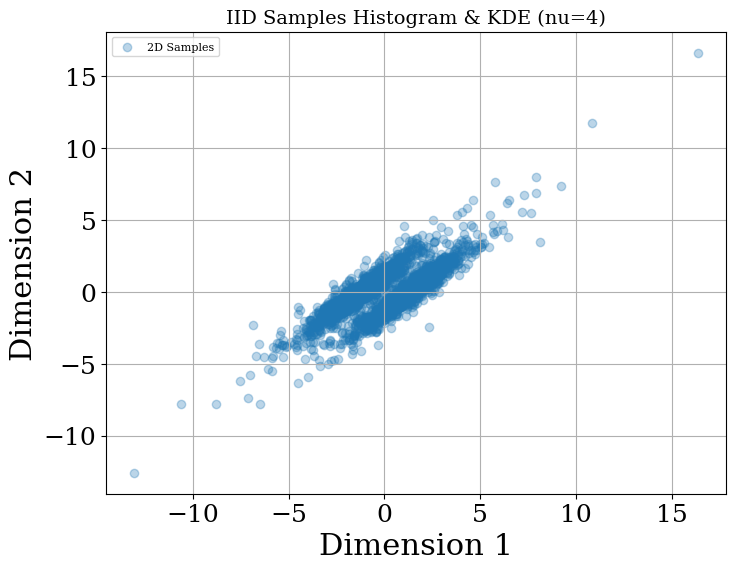 IID Samples Histogram & KDE (nu=4)
2D Samples
15
10
5
0
−5
−10
Dimension 2
−10 −5 0 5 10 15
Dimension 1